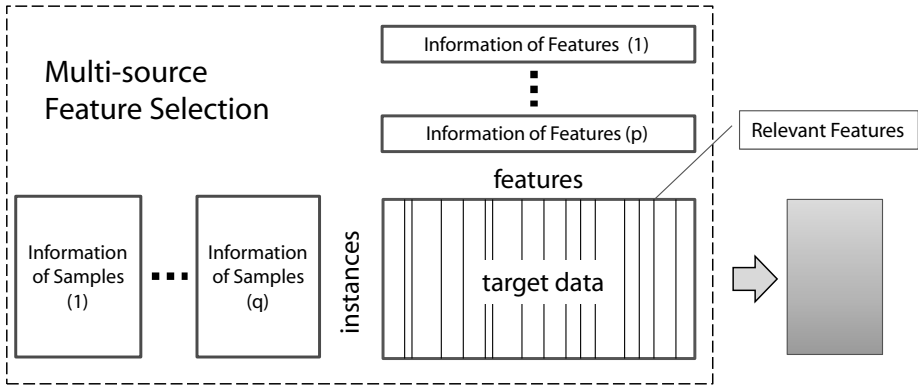 Multi-source
Feature Selection
Information of Features (1)
Information of Features (p)
Relevant Features
features
Information
of Samples
(1)
Information
of Samples
(q)
instances
target data